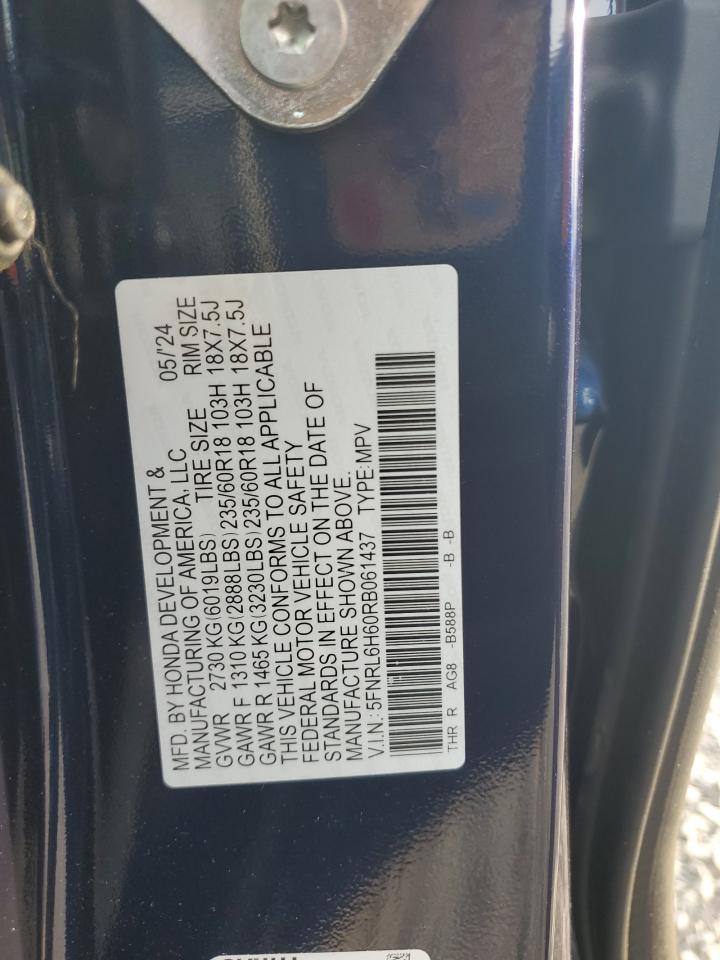 MFD. BY HONDA DEVELOPMENT &
MANUFACTURING OF AMERICA, LLC 05/'24
GVWR 2730 KG(6019LBS) TIRE SIZE RIM SIZE
GAWR F 1310 KG(2888LBS)235/60R18 103H 18X7.5J
GAWR R 1465 KG(3230LBS)235/60R18 103H 18X7.5J
THIS VEHICLE CONFORMS TO ALL APPLICABLE
FEDERAL MOTOR VEHICLE SAFETY
STANDARDS IN EFFECT ON THE DATE OF
MANUFACTURE SHOWN ABOVE.
V.I.N.:5FNRL6H60RB061437 TYPE:MPV
THR R AG8 -B588P -B -B